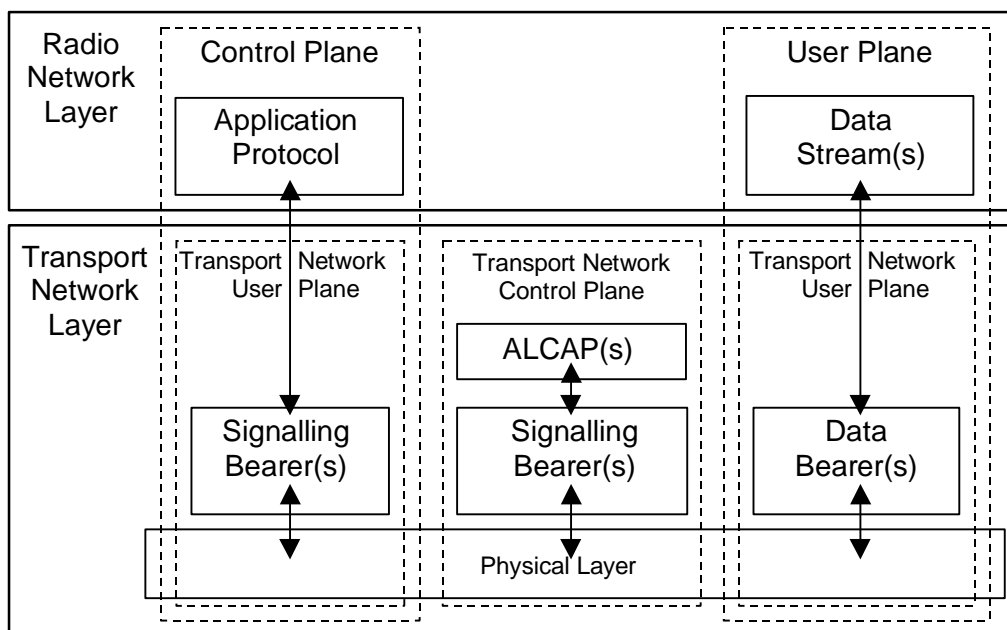 Radio
Network
Layer
Control Plane
User Plane
Application
Protocol
Data
Stream(s)
Transport
Network
Layer
Transport Network
User Plane
Transport Network
Control Plane
Transport Network
User Plane
ALCAP(s)
Signalling
Bearer(s)
Signalling
Bearer(s)
Data
Bearer(s)
Physical Layer